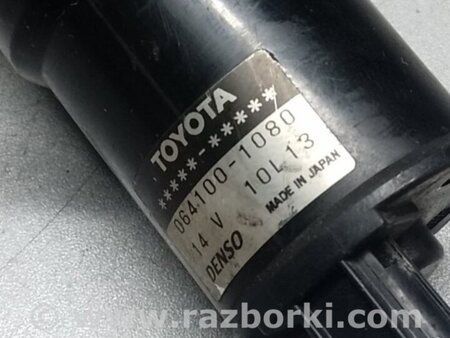 TOYOTA
*****-*****
064100-1080
14 V 10L13
DENSO MADE IN JAPAN
www.razborki.com